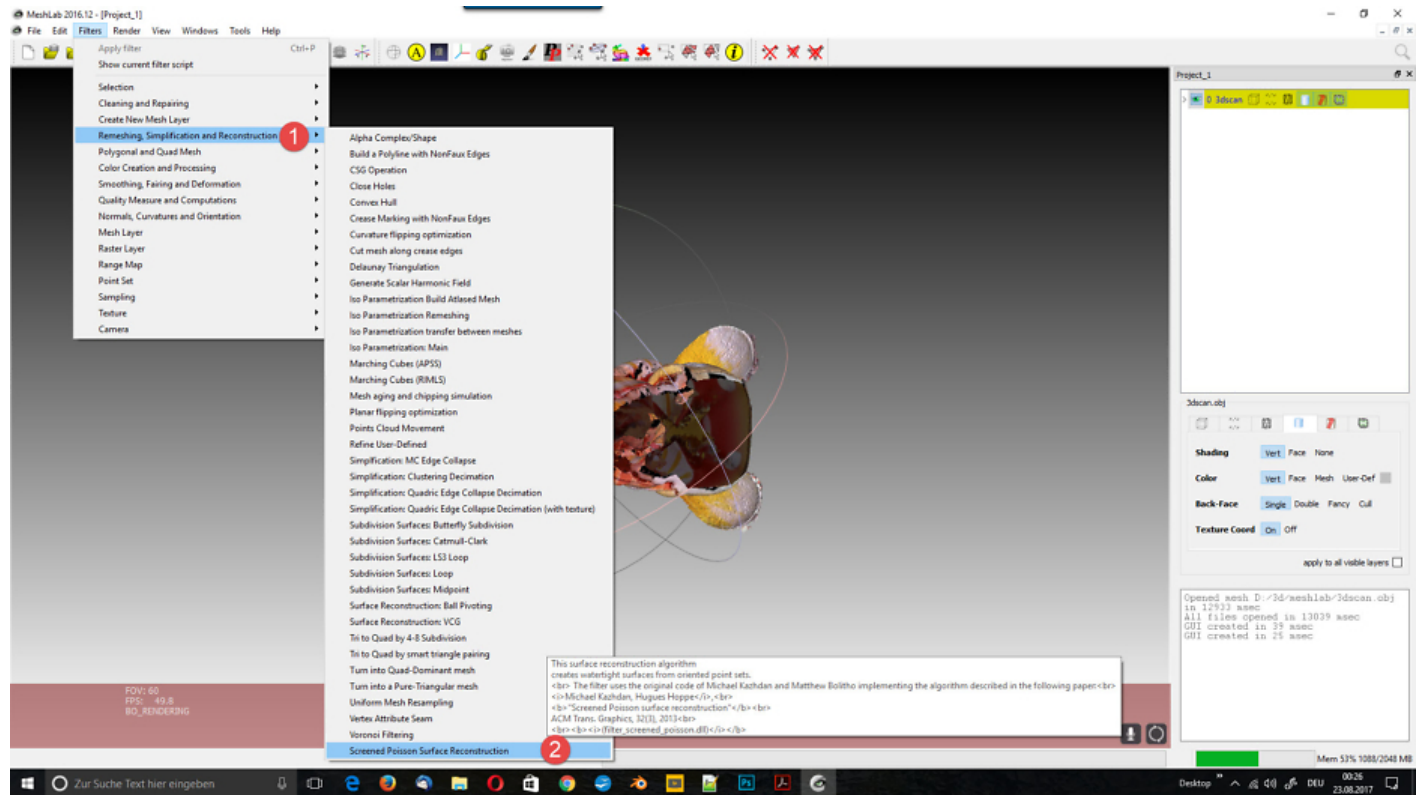 MeshLab 2016.12 - [Project_1]
File Edit Filters Render View Windows Tools Help
Apply filter Ctrl+P
Show current filter script
Selection
Cleaning and Repairing
Create New Mesh Layer
Remeshing, Simplification and Reconstruction
1
Polygonal and Quad Mesh
Color Creation and Processing
Smoothing, Fairing and Deformation
Quality Measure and Computations
Normals, Curvatures and Orientation
Mesh Layer
Raster Layer
Range Map
Point Set
Sampling
Texture
Camera
Alpha Complex/Shape
Build a Polyline with NonFaux Edges
CSG Operation
Close Holes
Convex Hull
Crease Marking with NonFaux Edges
Curvature flipping optimization
Cut mesh along crease edges
Delaunay Triangulation
Generate Scalar Harmonic Field
Iso Parametrization Build Atlased Mesh
Iso Parametrization Remeshing
Iso Parametrization transfer between meshes
Iso Parametrization: Main
Marching Cubes (APSS)
Marching Cubes (RIMLS)
Mesh aging and chipping simulation
Planar flipping optimization
Points Cloud Movement
Refine User-Defined
Simplfication: MC Edge Collapse
Simplification: Clustering Decimation
Simplification: Quadric Edge Collapse Decimation
Simplification: Quadric Edge Collapse Decimation (with texture)
Subdivision Surfaces: Butterfly Subdivision
Subdivision Surfaces: Catmull-Clark
Subdivision Surfaces: LS3 Loop
Subdivision Surfaces: Loop
Subdivision Surfaces: Midpoint
Surface Reconstruction: Ball Pivoting
Surface Reconstruction: VCG
Tri to Quad by 4-8 Subdivision
Tri to Quad by smart triangle pairing
Turn into Quad-Dominant mesh
Turn into a Pure-Triangular mesh
Uniform Mesh Resampling
Vertex Attribute Seam
Voronoi Filtering
Screened Poisson Surface Reconstruction
2
This surface reconstruction algorithm
creates watertight surfaces from oriented point sets.
<br> The filter uses the original code of Michael Kazhdan and Matthew Bolitho implementing the algorithm described in the following paper:<br>
<i>Michael Kazhdan, Hugues Hoppe</i>,<br>
<b>"Screened Poisson surface reconstruction"</b><br>
ACM Trans. Graphics, 32(3), 2013<br>
<br><b><i>(filter_screened_poisson.dll)</i></b>
FOV: 60
FPS: 49.8
BO_RENDERING
Project_1
0 3dscan
3dscan.obj
Shading Vert Face None
Color Vert Face Mesh User-Def
Back-Face Single Double Fancy Cull
Texture Coord On Off
apply to all visible layers
Opened mesh D:/3d/meshlab/3dscan.obj
in 12933 msec
All files opened in 13039 msec
GUI created in 39 msec
GUI created in 25 msec
Mem 53% 1088/2048 MB
Zur Suche Text hier eingeben
Desktop
DEU
00:26
23.08.2017